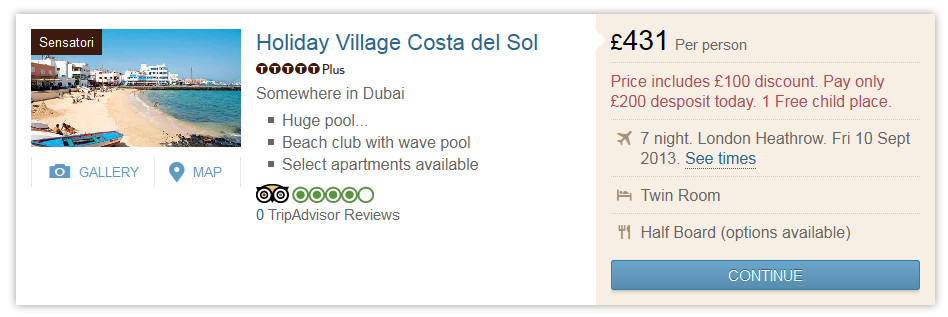 Sensatori
GALLERY
MAP
Holiday Village Costa del Sol
TTTTT Plus
Somewhere in Dubai
Huge pool...
Beach club with wave pool
Select apartments available
0 TripAdvisor Reviews
£431 Per person
Price includes £100 discount. Pay only
£200 desposit today. 1 Free child place.
7 night. London Heathrow. Fri 10 Sept
2013. See times
Twin Room
Half Board (options available)
CONTINUE